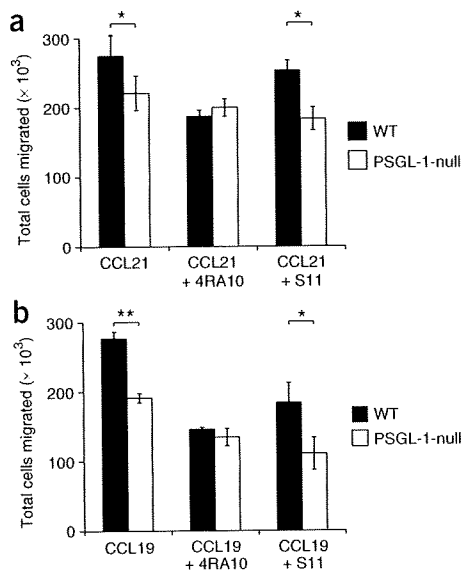 a
*
*
300
200
100
0
Total cells migrated (× 10³)
CCL21
CCL21
+ 4RA10
CCL21
+ S11
WT
PSGL-1-null
b
**
*
300
200
100
0
Total cells migrated (× 10³)
CCL19
CCL19
+ 4RA10
CCL19
+ S11
WT
PSGL-1-null